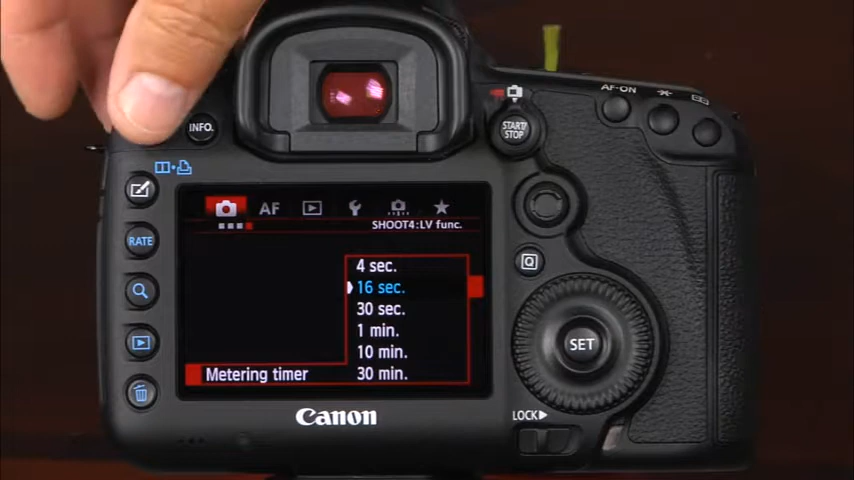 AF-ON
INFO.
START/
STOP
RATE
AF
SHOOT4:LV func.
4 sec.
16 sec.
30 sec.
1 min.
10 min.
30 min.
Metering timer
Q
SET
Canon
LOCK▶